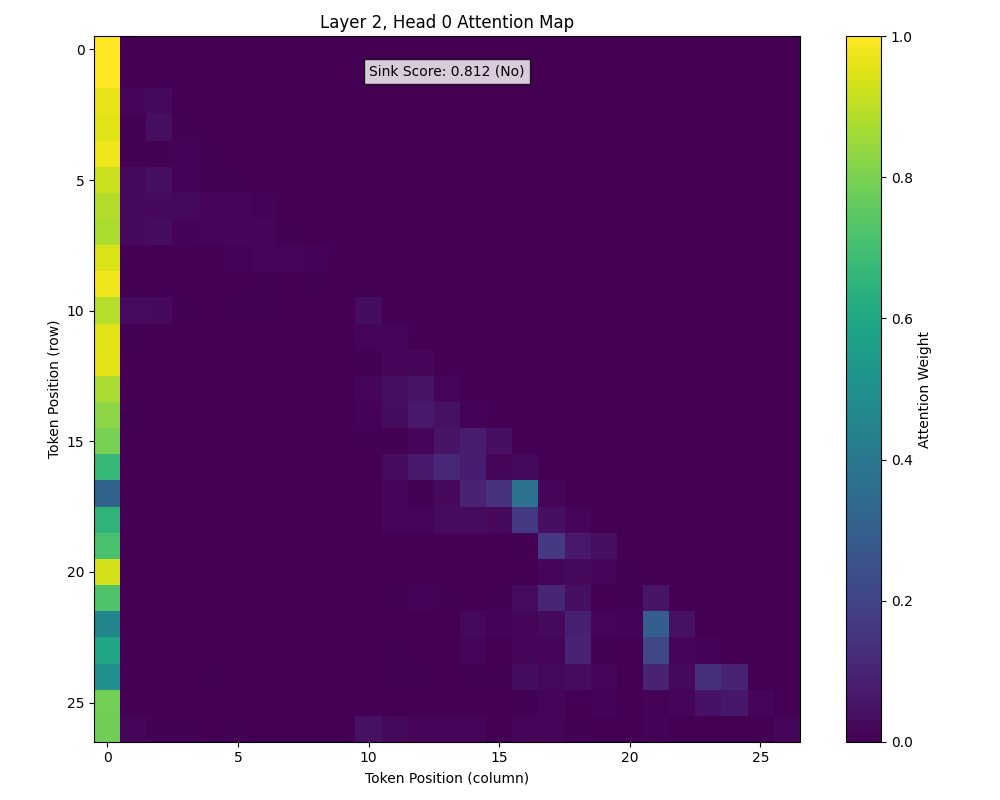 Layer 2, Head 0 Attention Map
Sink Score: 0.812 (No)
0
5
10
15
20
25
Token Position (row)
0 5 10 15 20 25
Token Position (column)
1.0
0.8
0.6
0.4
0.2
0.0
Attention Weight